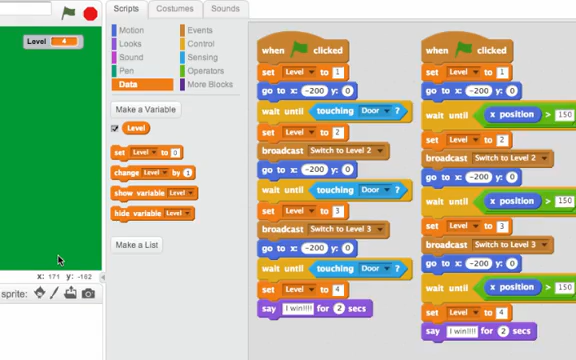 Scripts Costumes Sounds
Level 4
Motion Events
Looks Control
Sound Sensing
Pen Operators
Data More Blocks
Make a Variable
Level
set Level to 0
change Level by 1
show variable Level
hide variable Level
Make a List
x: 171 y: -162
sprite:
when clicked
set Level to 1
go to x: -200 y: 0
wait until touching Door ?
set Level to 2
broadcast Switch to Level 2
go to x: -200 y: 0
wait until touching Door ?
set Level to 3
broadcast Switch to Level 3
go to x: -200 y: 0
wait until touching Door ?
set Level to 4
say I win!!!! for 2 secs
when clicked
set Level to 1
go to x: -200 y: 0
wait until x position > 150
set Level to 2
broadcast Switch to Level 2
go to x: -200 y: 0
wait until x position > 150
set Level to 3
broadcast Switch to Level 3
go to x: -200 y: 0
wait until x position > 150
set Level to 4
say I win!!!! for 2 secs